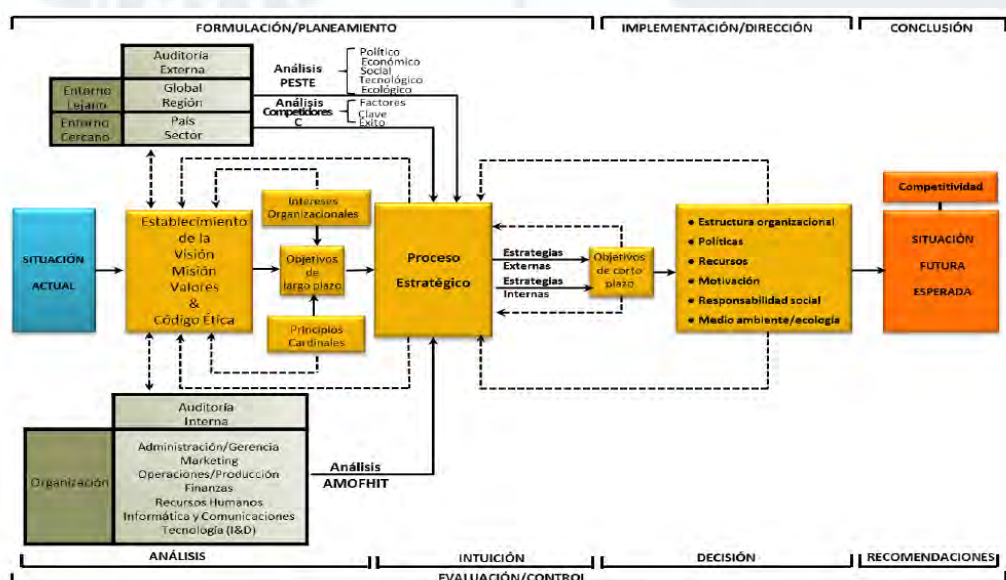 FORMULACIÓN/PLANEAMIENTO
IMPLEMENTACIÓN/DIRECCIÓN
CONCLUSIÓN
Auditoría
Externa
Entorno
Lejano
Global
Región
Entorno
Cercano
País
Sector
Análisis
PESTE
Político
Económico
Social
Tecnológico
Ecológico
Análisis
Competidores
C
Factores
Clave
Éxito
SITUACIÓN
ACTUAL
Establecimiento
de la
Visión
Misión
Valores
&
Código Ética
Intereses
Organizacionales
Objetivos
de
largo plazo
Principios
Cardinales
Proceso
Estratégico
Estrategias
Externas
Estrategias
Internas
Objetivos
de corto
plazo
• Estructura organizacional
• Políticas
• Recursos
• Motivación
• Responsabilidad social
• Medio ambiente/ecología
Competitividad
SITUACIÓN
FUTURA
ESPERADA
Auditoría
Interna
Organización
Administración/Gerencia
Marketing
Operaciones/Producción
Finanzas
Recursos Humanos
Informática y Comunicaciones
Tecnología (I&D)
Análisis
AMOFHIT
ANÁLISIS
INTUICIÓN
DECISIÓN
RECOMENDACIONES
EVALUACIÓN/CONTROL